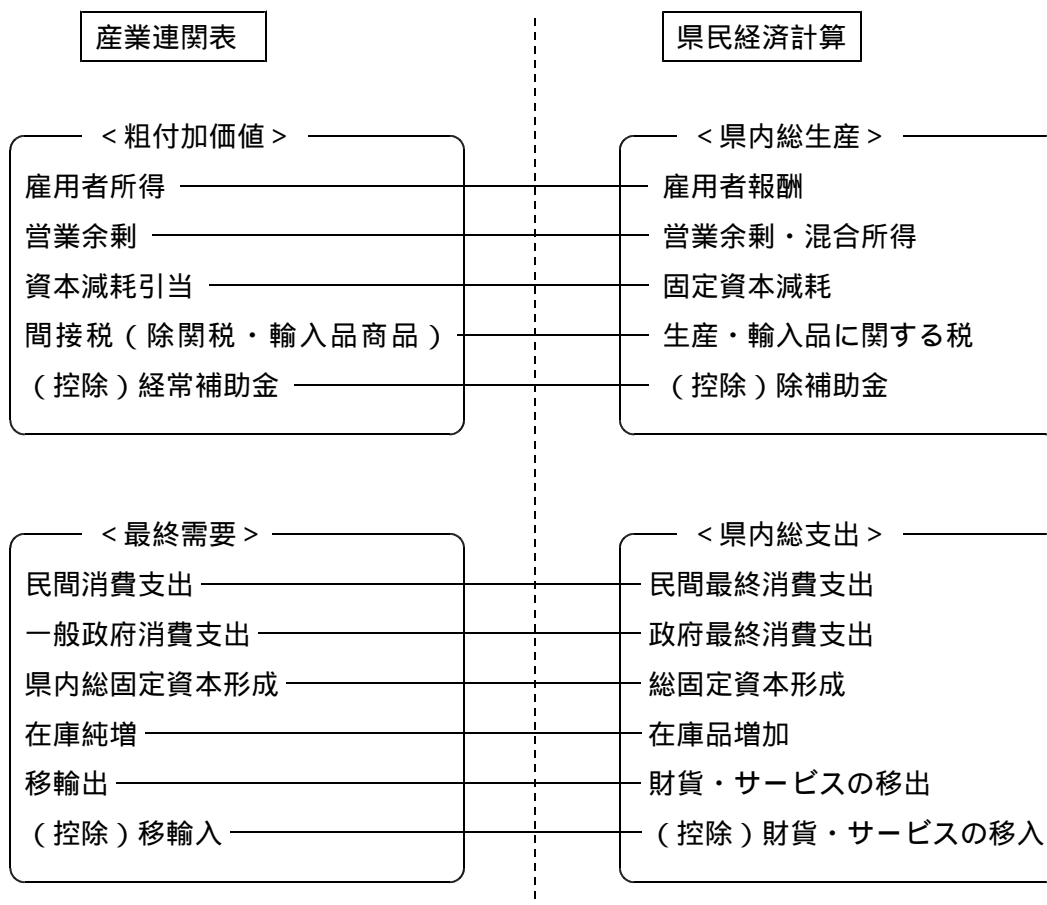 産業連関表 県民経済計算
<粗付加価値> <県内総生産>
雇用者所得 雇用者報酬
営業余剰 営業余剰・混合所得
資本減耗引当 固定資本減耗
間接税(除関税・輸入品商品) 生産・輸入品に関する税
(控除)経常補助金 (控除)除補助金
<最終需要> <県内総支出>
民間消費支出 民間最終消費支出
一般政府消費支出 政府最終消費支出
県内総固定資本形成 総固定資本形成
在庫純増 在庫品増加
移輸出 財貨・サービスの移出
(控除)移輸入 (控除)財貨・サービスの移入